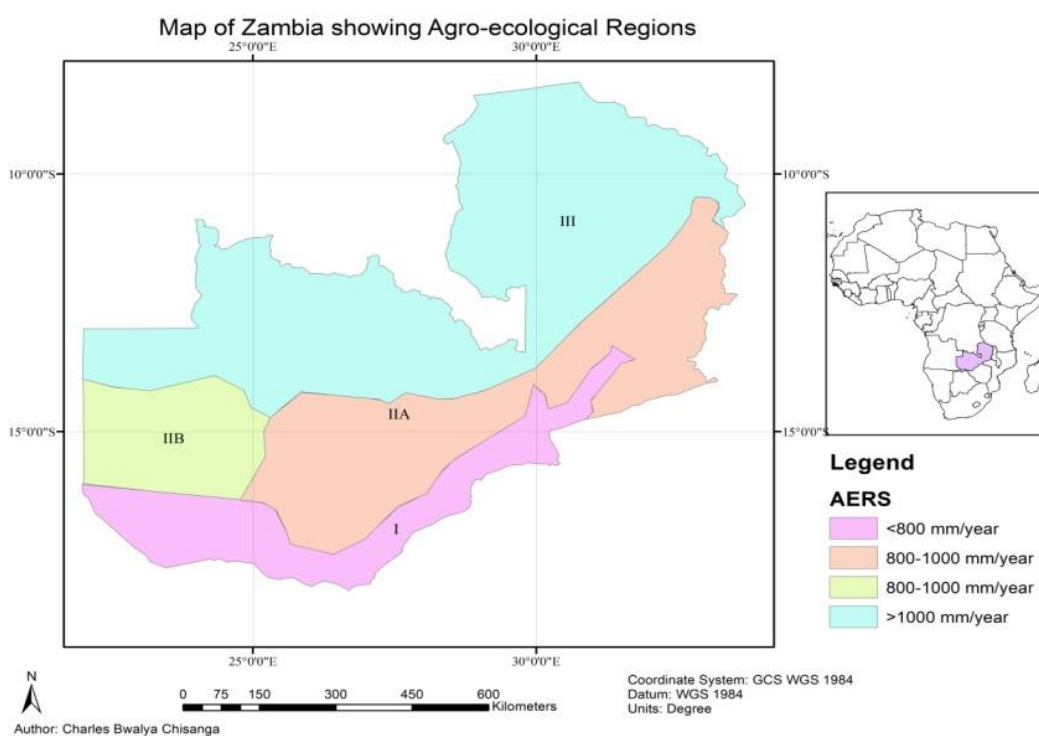 Map of Zambia showing Agro-ecological Regions
25°0'0"E 30°0'0"E
10°0'0"S 10°0'0"S
III
IIA
15°0'0"S 15°0'0"S
IIB
I
25°0'0"E 30°0'0"E
Legend
AERS
<800 mm/year
800-1000 mm/year
800-1000 mm/year
>1000 mm/year
N
0 75 150 300 450 600
Kilometers
Coordinate System: GCS WGS 1984
Datum: WGS 1984
Units: Degree
Author: Charles Bwalya Chisanga